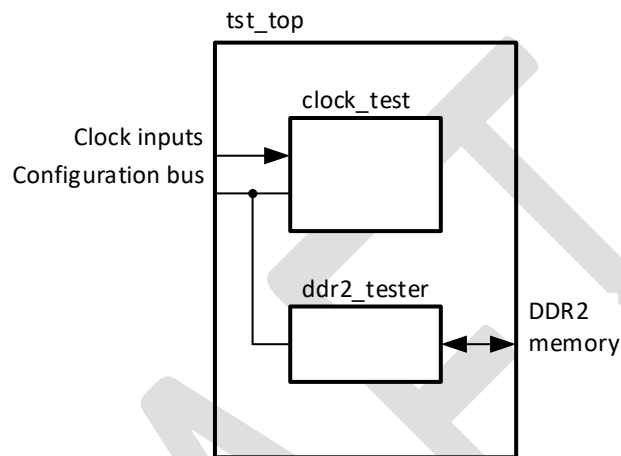 tst_top
clock_test
Clock inputs
Configuration bus
ddr2_tester
DDR2
memory